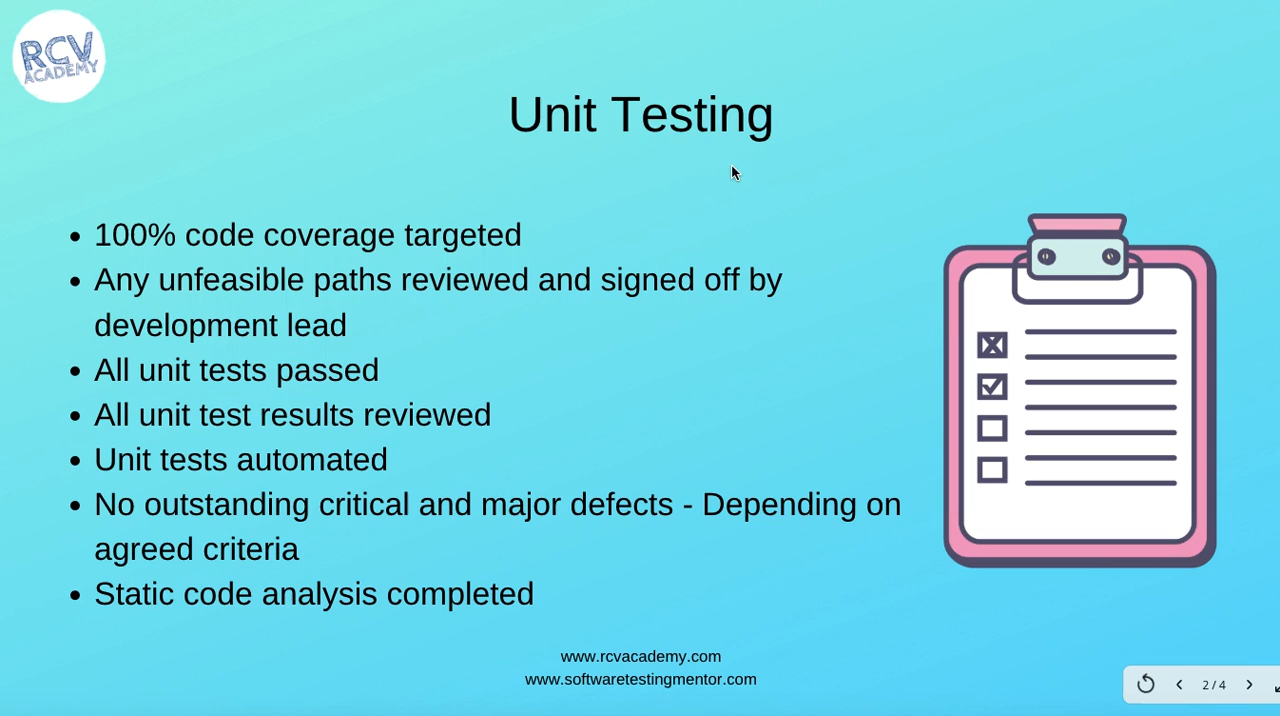 RCV
ACADEMY
Unit Testing
• 100% code coverage targeted
• Any unfeasible paths reviewed and signed off by
development lead
• All unit tests passed
• All unit test results reviewed
• Unit tests automated
• No outstanding critical and major defects - Depending on
agreed criteria
• Static code analysis completed
www.rcvacademy.com
www.softwaretestingmentor.com
2 / 4